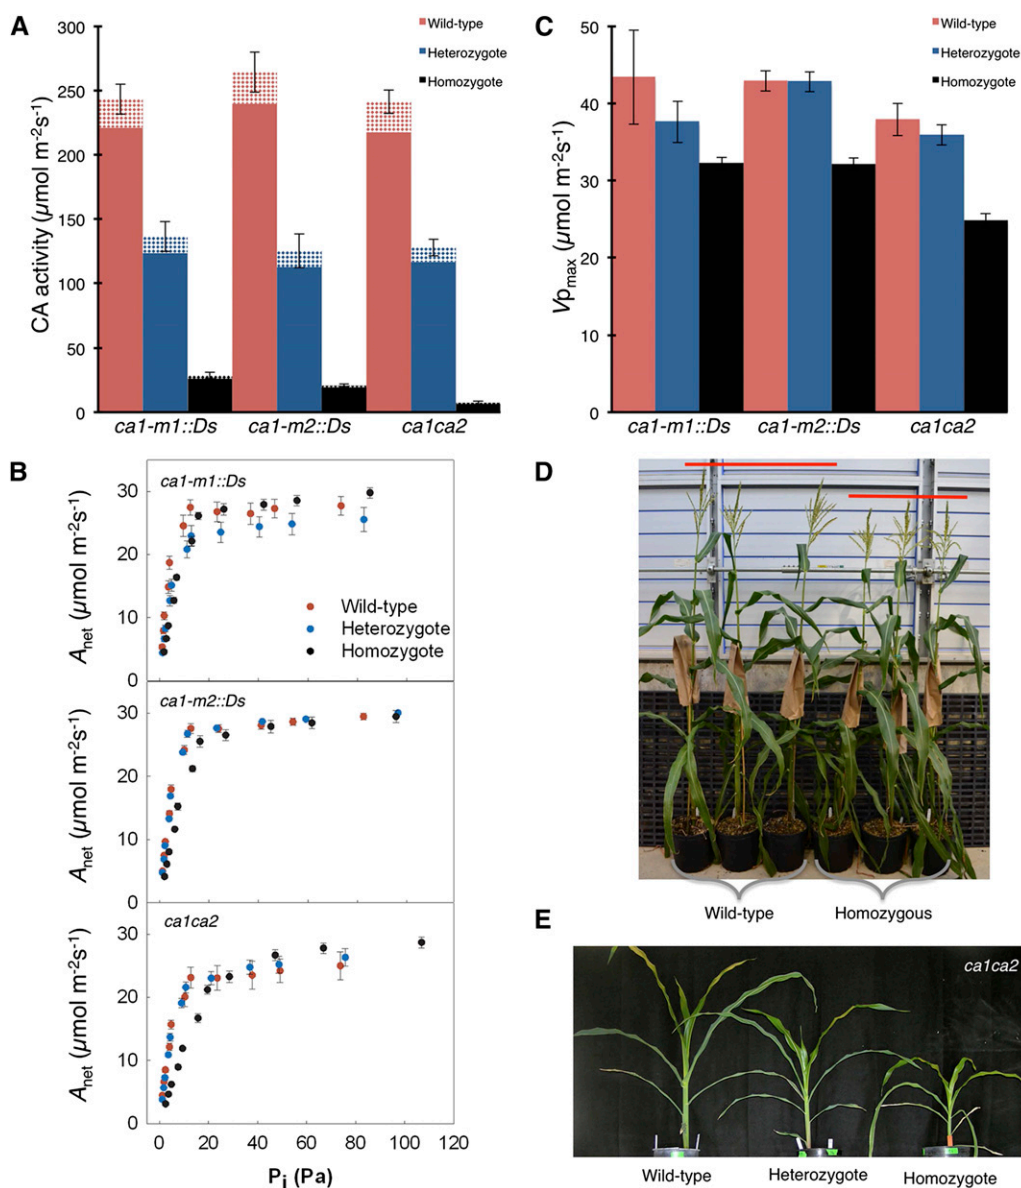 A
CA activity (µmol m⁻²s⁻¹)
300
250
200
150
100
50
0
Wild-type
Heterozygote
Homozygote
ca1-m1::Ds
ca1-m2::Ds
ca1ca2
C
Vpmax (µmol m⁻²s⁻¹)
50
40
30
20
10
0
Wild-type
Heterozygote
Homozygote
ca1-m1::Ds
ca1-m2::Ds
ca1ca2
B
ca1-m1::Ds
Anet (µmol m⁻²s⁻¹)
30
20
10
0
Wild-type
Heterozygote
Homozygote
ca1-m2::Ds
Anet (µmol m⁻²s⁻¹)
30
20
10
0
ca1ca2
Anet (µmol m⁻²s⁻¹)
30
20
10
0
0 20 40 60 80 100 120
Pi (Pa)
D
Wild-type Homozygous
E
ca1ca2
Wild-type Heterozygote Homozygote